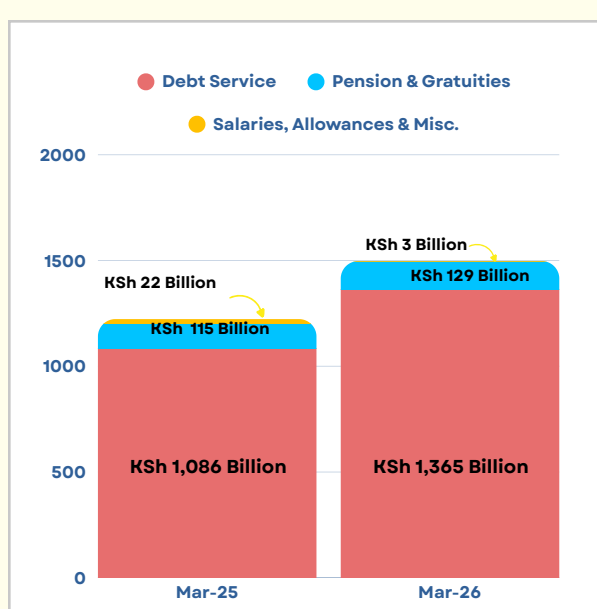 Debt Service
Pension & Gratuities
Salaries, Allowances & Misc.
2000
KSh 3 Billion
1500
KSh 129 Billion
KSh 22 Billion
KSh 115 Billion
1000
500
KSh 1,086 Billion
KSh 1,365 Billion
0
Mar-25
Mar-26